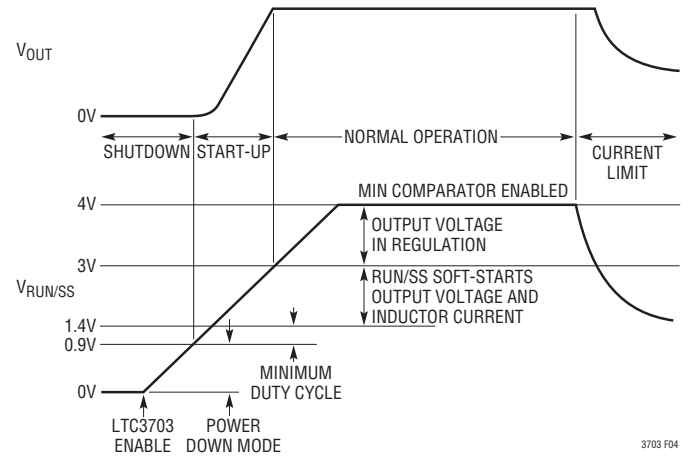 VOUT
0V
SHUTDOWN START-UP NORMAL OPERATION CURRENT
LIMIT
MIN COMPARATOR ENABLED
4V
OUTPUT VOLTAGE
IN REGULATION
3V
VRUN/SS
RUN/SS SOFT-STARTS
OUTPUT VOLTAGE AND
INDUCTOR CURRENT
1.4V
0.9V
MINIMUM
DUTY CYCLE
0V
LTC3703
ENABLE
POWER
DOWN MODE
3703 F04